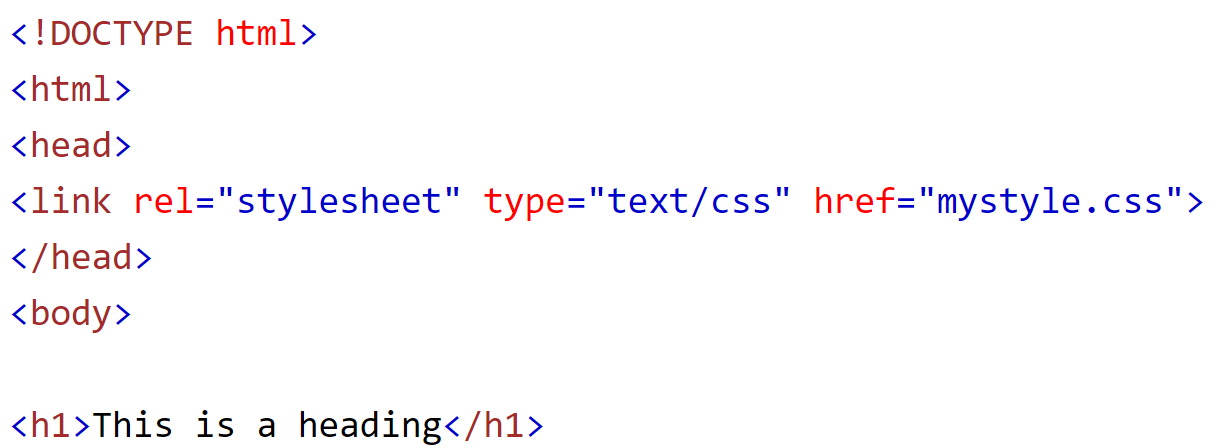 <!DOCTYPE html>
<html>
<head>
<link rel="stylesheet" type="text/css" href="mystyle.css">
</head>
<body>
<h1>This is a heading</h1>